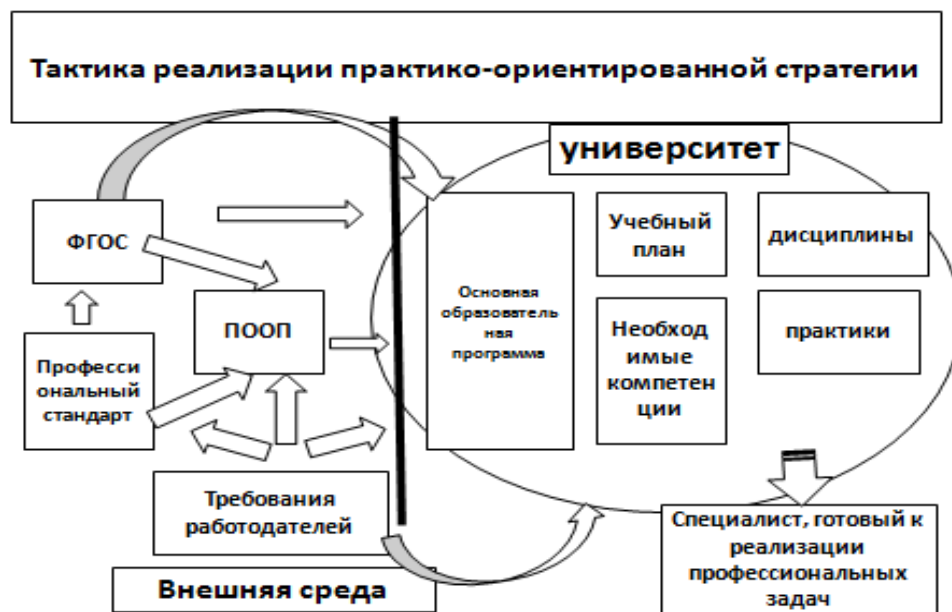 Тактика реализации практико-ориентированной стратегии
университет
ФГОС
ПООП
Професси
ональный
стандарт
Требования
работодателей
Внешняя среда
Основная
образователь
ная
программа
Учебный
план
дисциплины
Необход
имые
компетен
ции
практики
Специалист, готовый к
реализации
профессиональных
задач